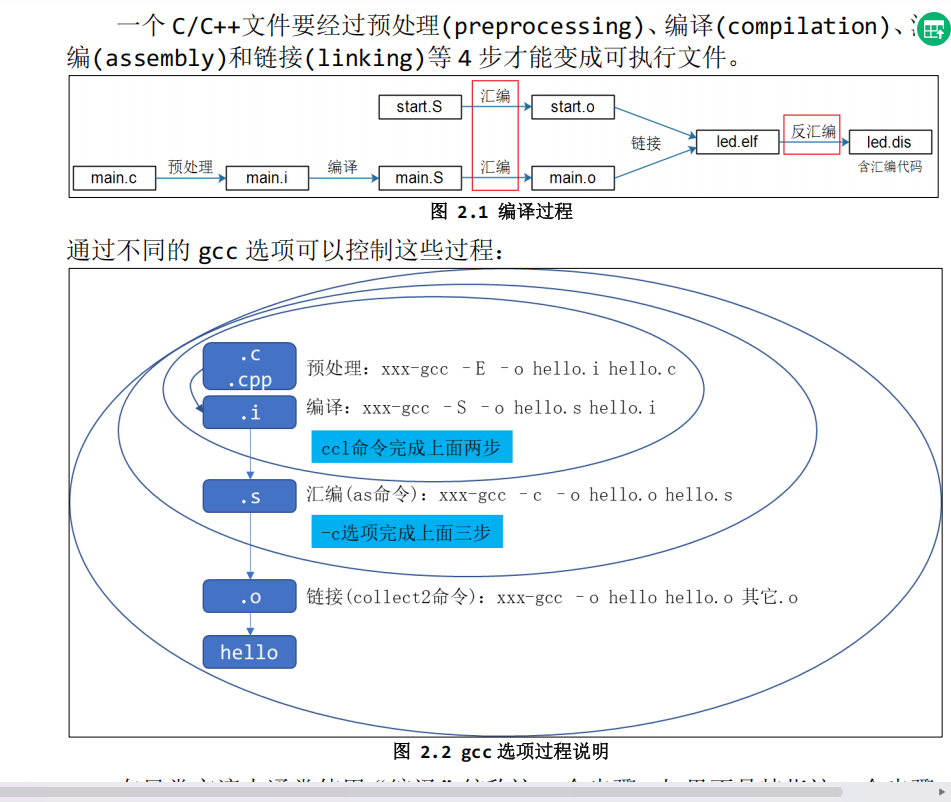 一个 C/C++文件要经过预处理(preprocessing)、编译(compilation)、
编(assembly)和链接(linking)等 4 步才能变成可执行文件。
start.S
汇编
start.o
链接
led.elf
反汇编
led.dis
含汇编代码
main.c
预处理
main.i
编译
main.S
汇编
main.o
图 2.1 编译过程
通过不同的 gcc 选项可以控制这些过程：
.c
.cpp
预处理：xxx-gcc –E –o hello.i hello.c
.i
编译：xxx-gcc –S –o hello.s hello.i
ccl命令完成上面两步
.s
汇编(as命令)：xxx-gcc –c –o hello.o hello.s
-c选项完成上面三步
.o
链接(collect2命令)：xxx-gcc –o hello hello.o 其它.o
hello
图 2.2 gcc 选项过程说明